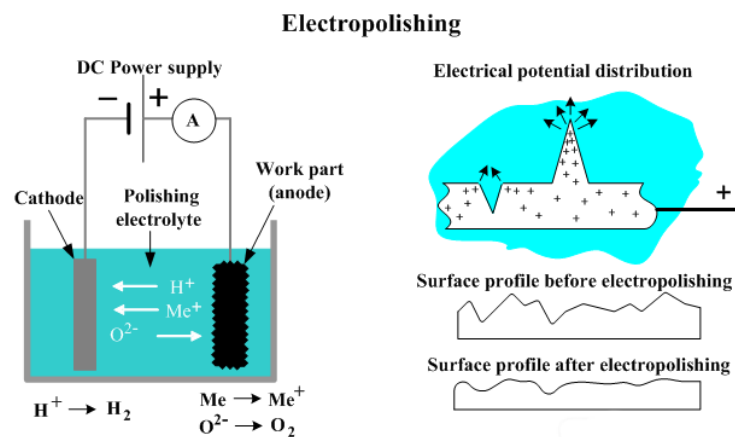 Electropolishing
DC Power supply
− +
A
Cathode
Polishing
electrolyte
Work part
(anode)
H⁺
Me⁺
O²⁻
H⁺ → H₂
Me → Me⁺
O²⁻ → O₂
Electrical potential distribution
+
Surface profile before electropolishing
Surface profile after electropolishing